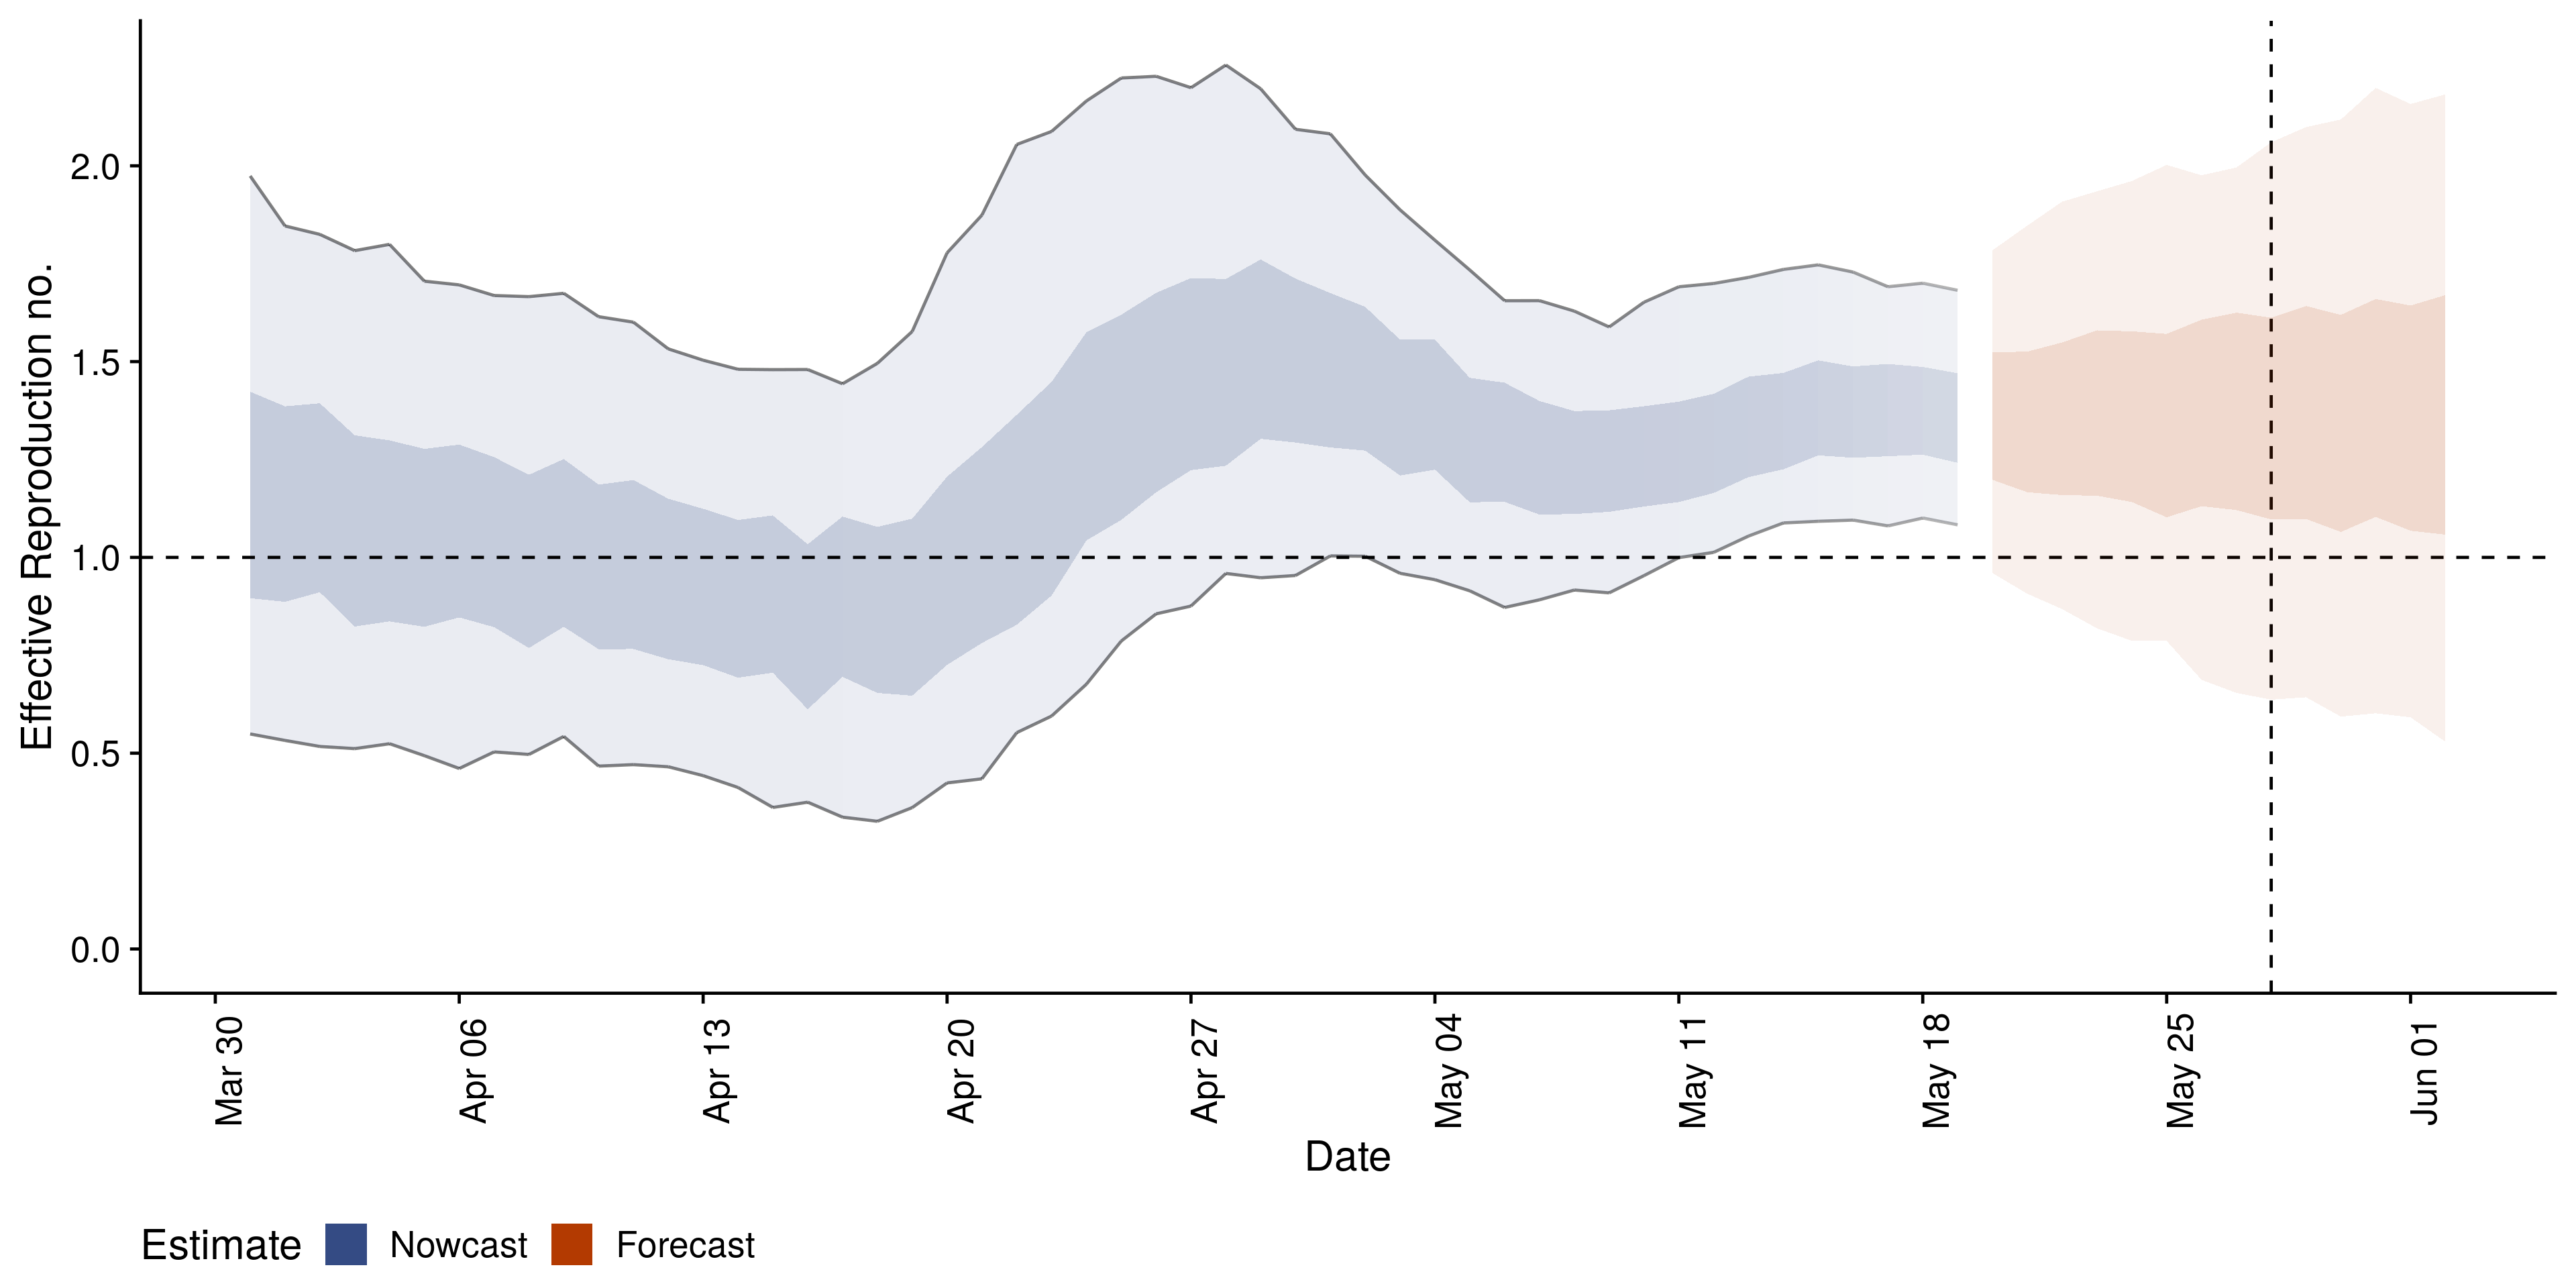 Effective Reproduction no.
2.0
1.5
1.0
0.5
0.0
Mar 30
Apr 06
Apr 13
Apr 20
Apr 27
May 04
May 11
May 18
May 25
Jun 01
Date
Estimate Nowcast Forecast